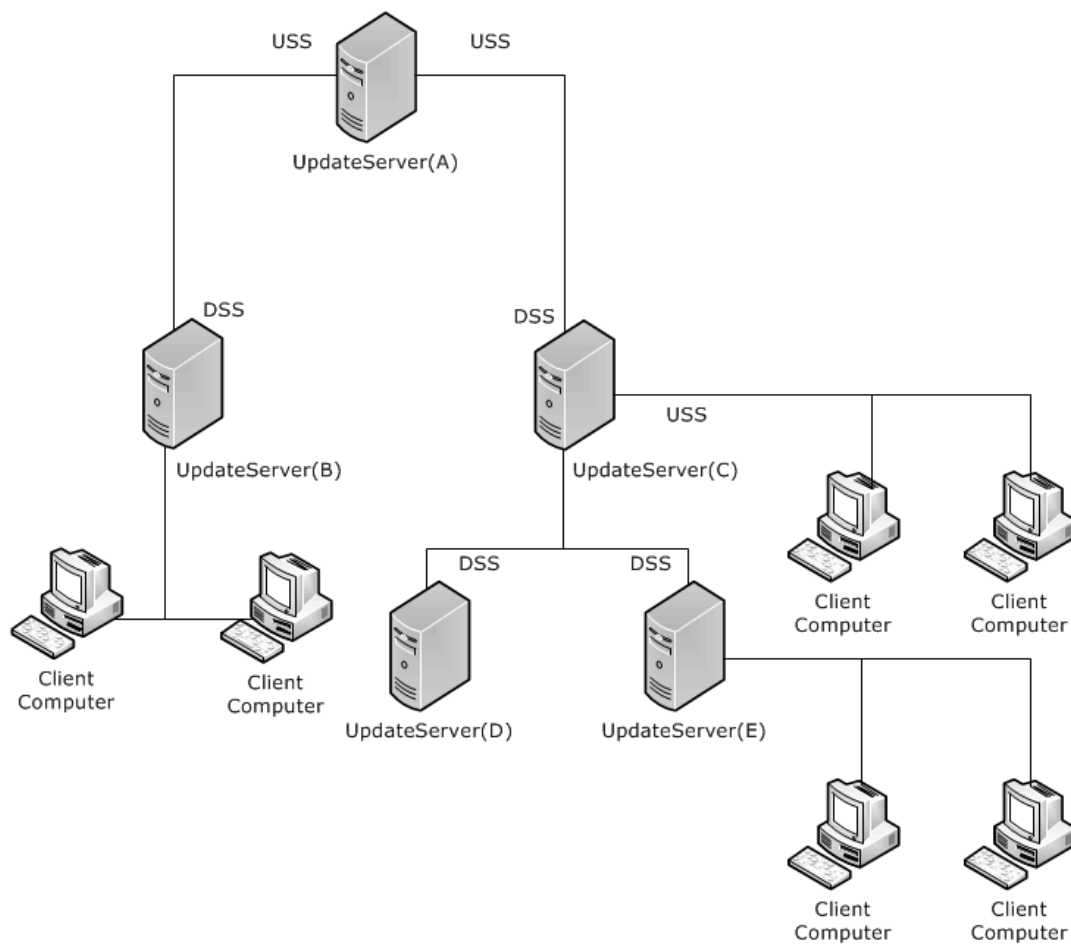 USS
USS
UpdateServer(A)
DSS
DSS
USS
UpdateServer(B)
UpdateServer(C)
DSS
DSS
Client
Computer
Client
Computer
Client
Computer
Client
Computer
UpdateServer(D)
UpdateServer(E)
Client
Computer
Client
Computer